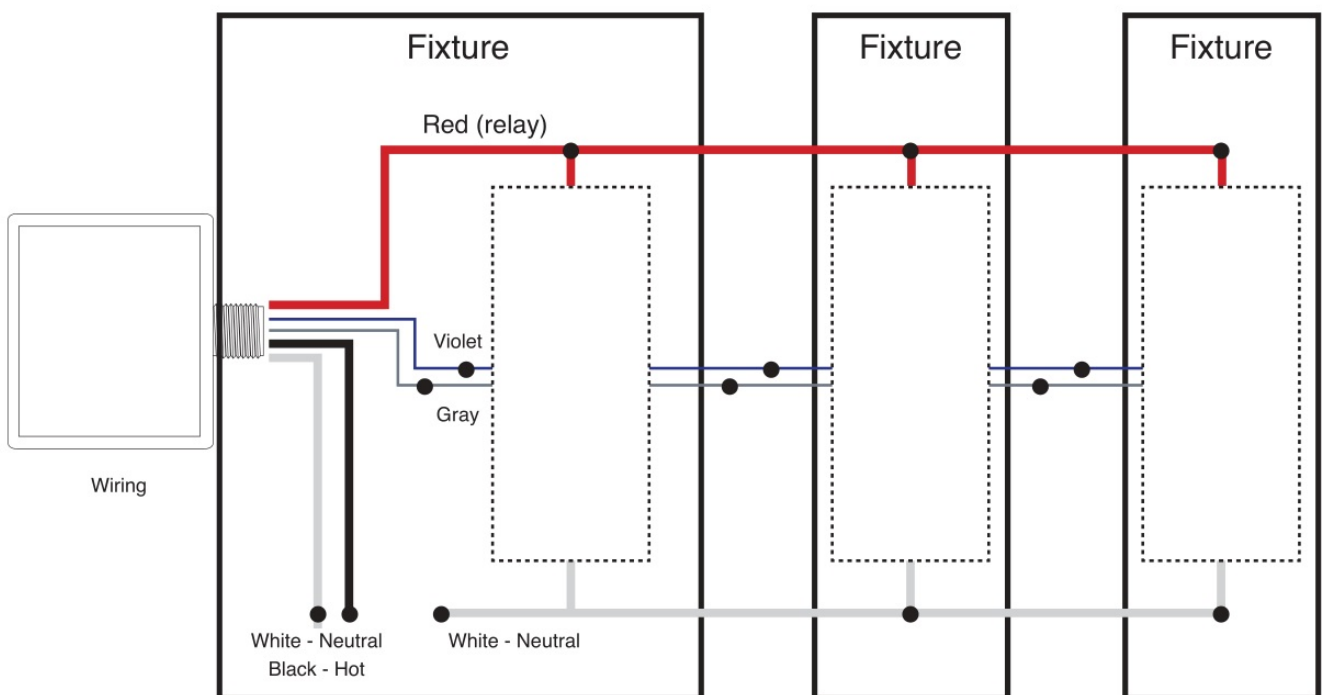 Fixture
Fixture
Fixture
Red (relay)
Violet
Gray
Wiring
White - Neutral
Black - Hot
White - Neutral